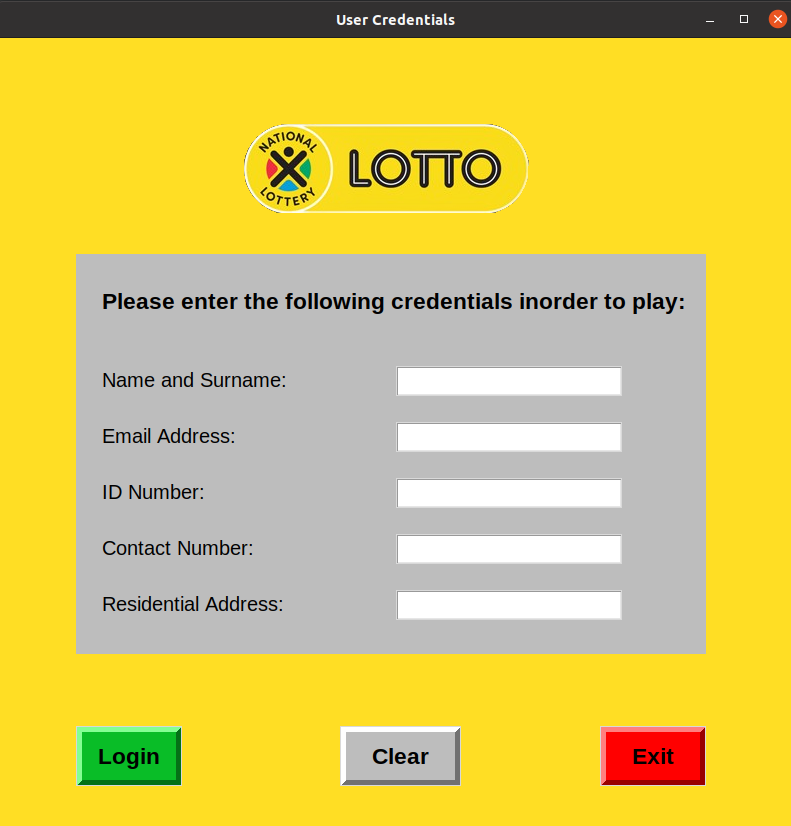 User Credentials
NATIONAL
LOTTERY
LOTTO
Please enter the following credentials inorder to play:
Name and Surname:
Email Address:
ID Number:
Contact Number:
Residential Address:
Login Clear Exit